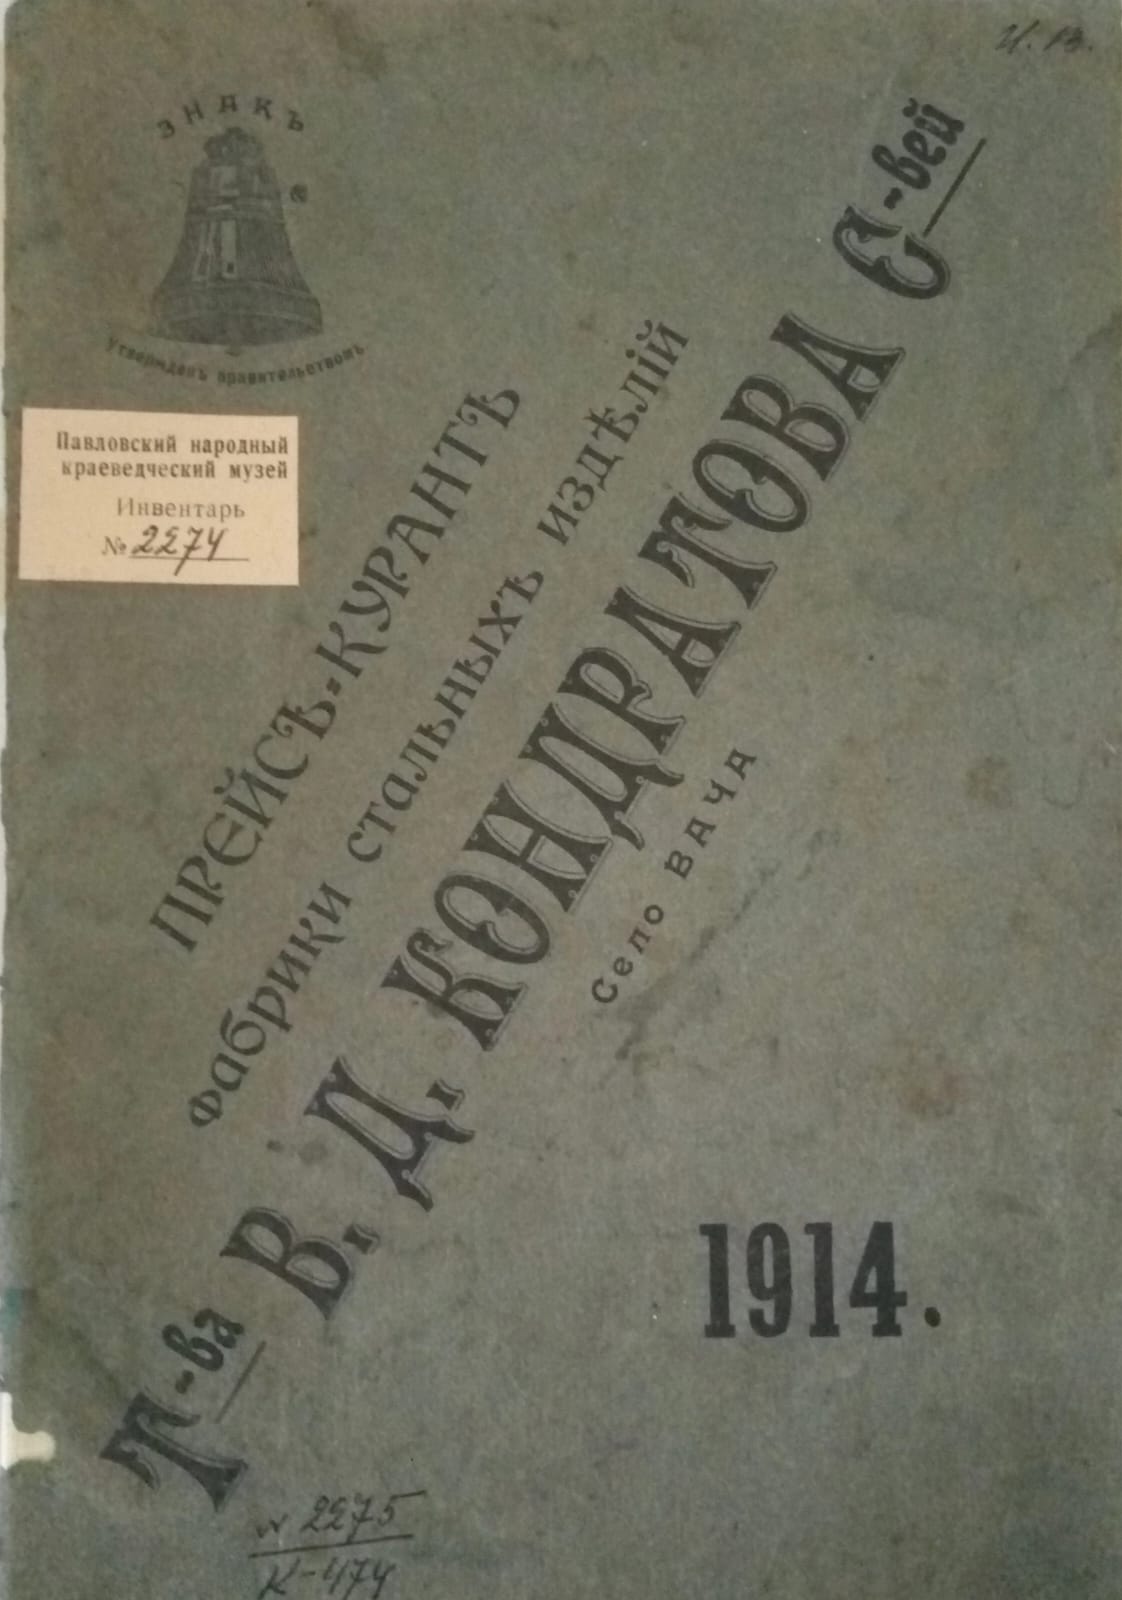 И. В.
ЗНАКЪ
Утвержденъ правительствомъ
Павловский народный
краеведческий музей
Инвентарь
№ 2274
ПРЕЙСЪ-КУРАНТЪ
фабрики стальныхъ издѣлій
Т-ва В. Д. КОНДРАТОВА С-вей
Село ВАЧА
1914.
№ 2275
К-474